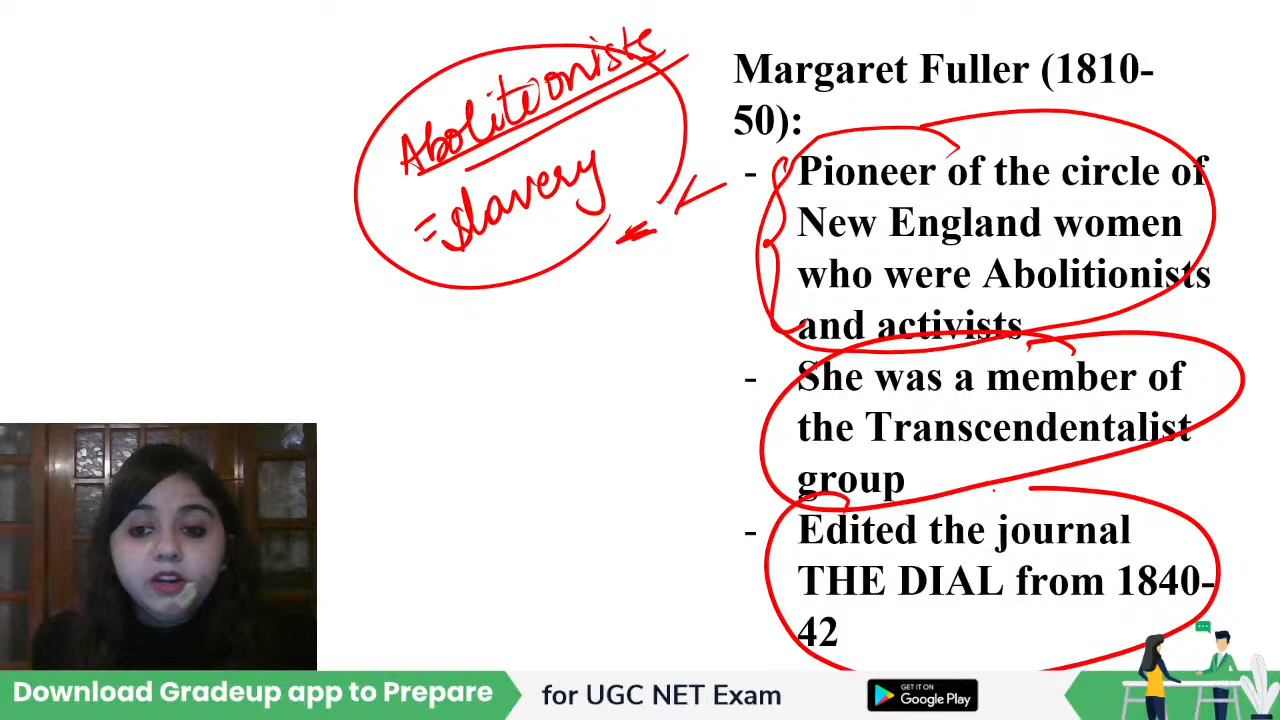 Abolitionists
= slavery
Margaret Fuller (1810-
50):
- Pioneer of the circle of
New England women
who were Abolitionists
and activists
- She was a member of
the Transcendentalist
group
- Edited the journal
THE DIAL from 1840-
42
Download Gradeup app to Prepare
for UGC NET Exam
GET IT ON
Google Play